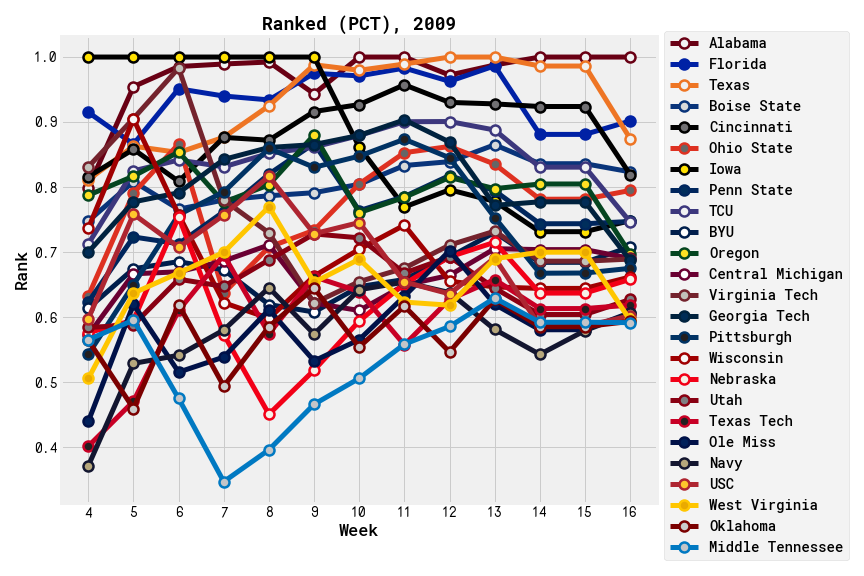 Ranked (PCT), 2009
1.0
0.9
0.8
0.7
0.6
0.5
0.4
Rank
4 5 6 7 8 9 10 11 12 13 14 15 16
Week
Alabama
Florida
Texas
Boise State
Cincinnati
Ohio State
Iowa
Penn State
TCU
BYU
Oregon
Central Michigan
Virginia Tech
Georgia Tech
Pittsburgh
Wisconsin
Nebraska
Utah
Texas Tech
Ole Miss
Navy
USC
West Virginia
Oklahoma
Middle Tennessee